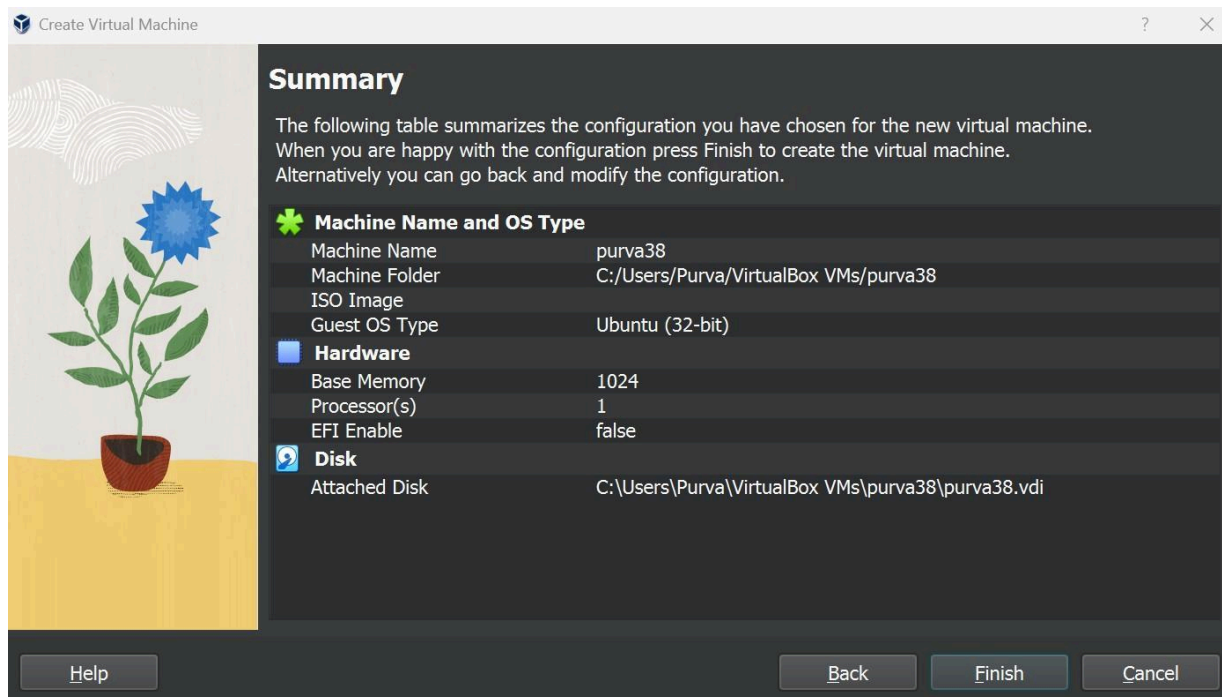 Create Virtual Machine ?
Summary
The following table summarizes the configuration you have chosen for the new virtual machine.
When you are happy with the configuration press Finish to create the virtual machine.
Alternatively you can go back and modify the configuration.
Machine Name and OS Type
Machine Name purva38
Machine Folder C:/Users/Purva/VirtualBox VMs/purva38
ISO Image
Guest OS Type Ubuntu (32-bit)
Hardware
Base Memory 1024
Processor(s) 1
EFI Enable false
Disk
Attached Disk C:\Users\Purva\VirtualBox VMs\purva38\purva38.vdi
Help Back Finish Cancel